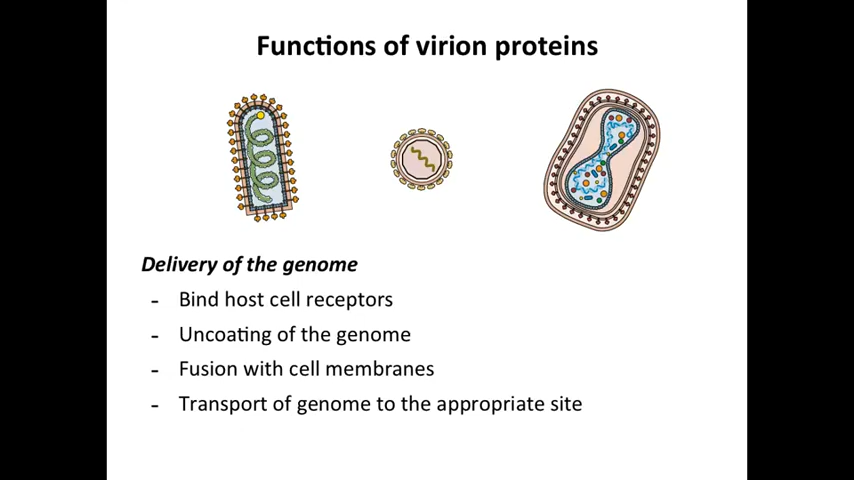 Functions of virion proteins
Delivery of the genome
- Bind host cell receptors
- Uncoating of the genome
- Fusion with cell membranes
- Transport of genome to the appropriate site